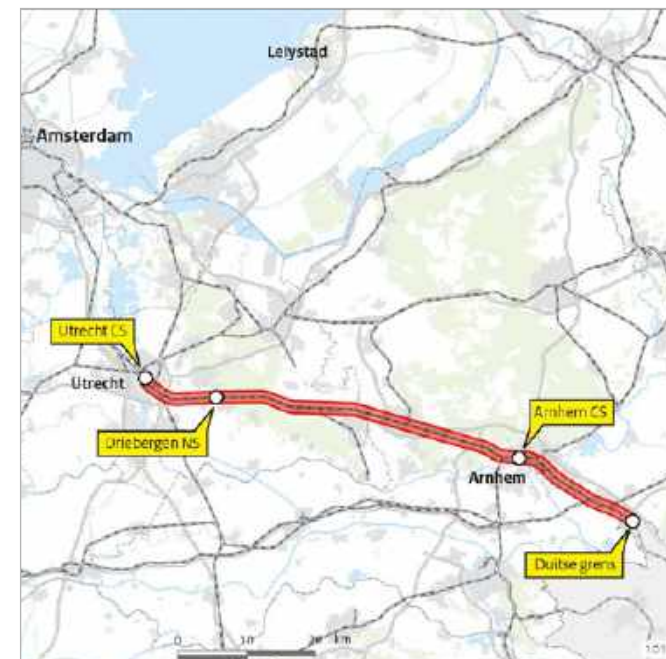 Lelystad
Amsterdam
Utrecht CS
Utrecht
Driebergen NS
Arnhem CS
Arnhem
Duitse grens
0 10 20 km